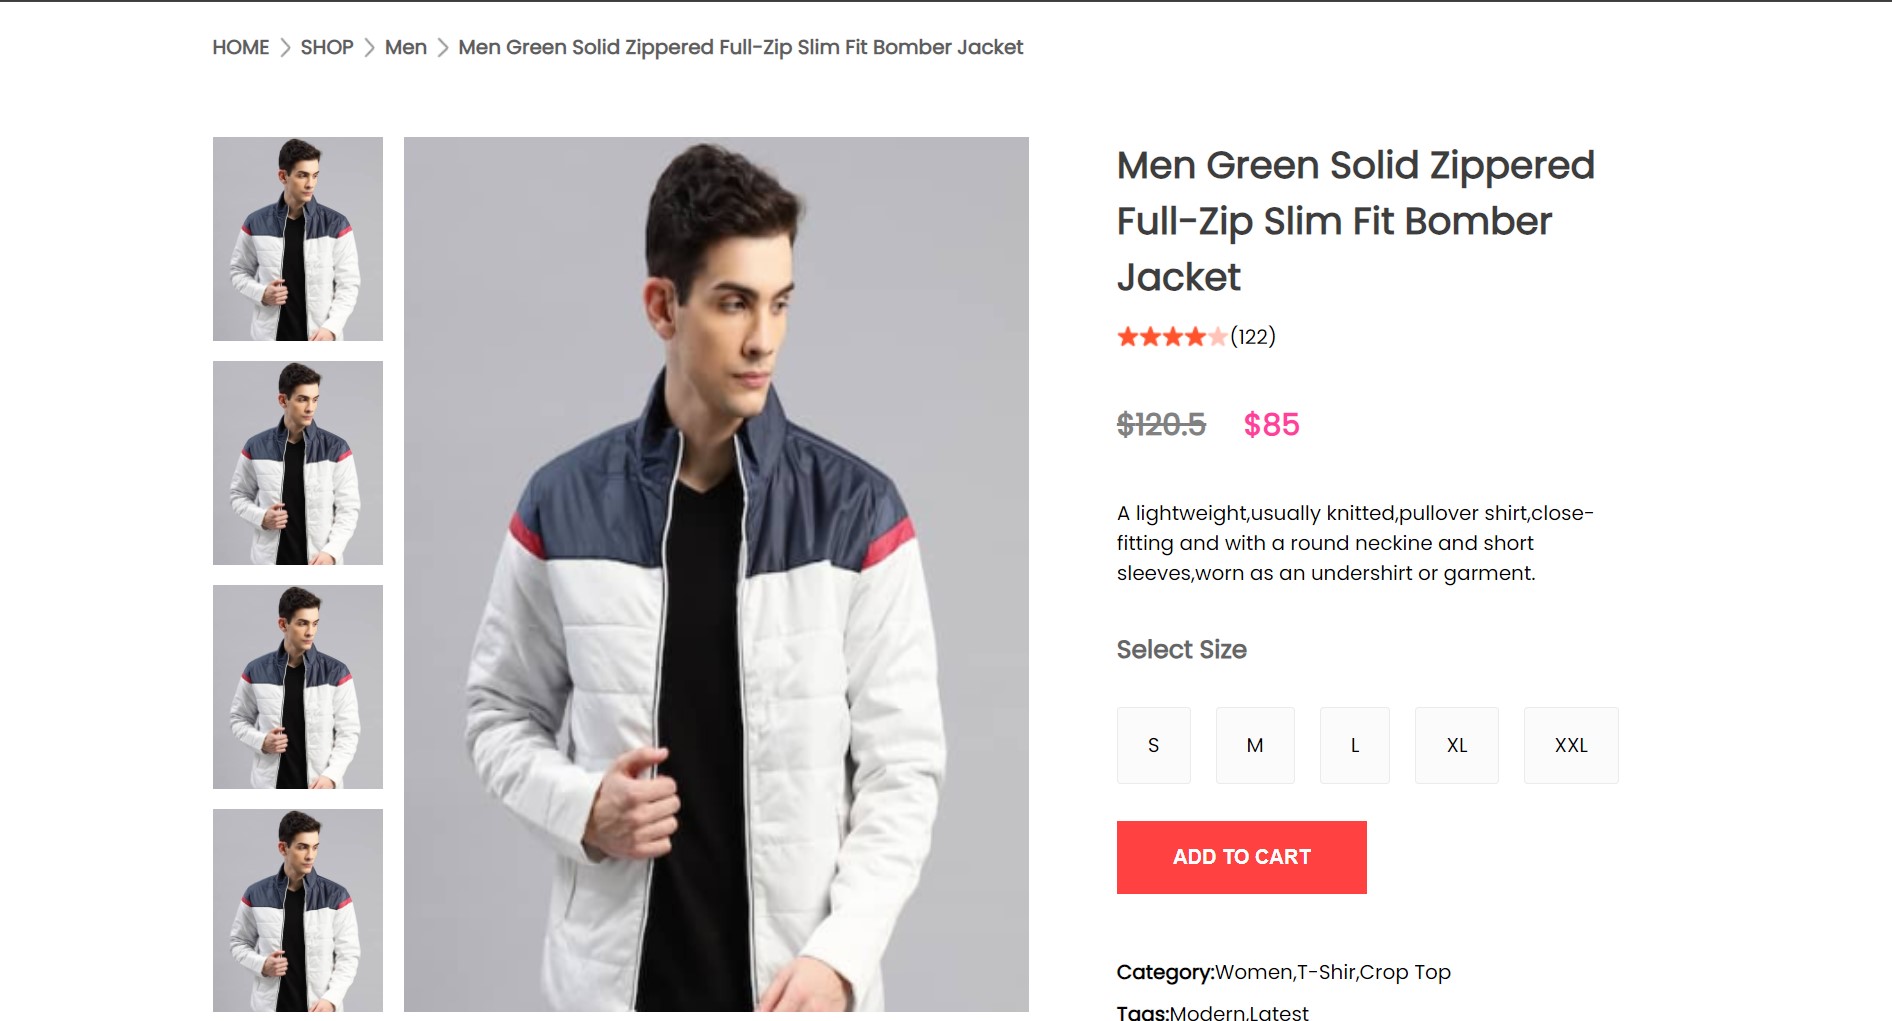 HOME > SHOP > Men > Men Green Solid Zippered Full-Zip Slim Fit Bomber Jacket
Men Green Solid Zippered
Full-Zip Slim Fit Bomber
Jacket
(122)
$120.5 $85
A lightweight,usually knitted,pullover shirt,close-
fitting and with a round neckine and short
sleeves,worn as an undershirt or garment.
Select Size
S M L XL XXL
ADD TO CART
Category:Women,T-Shir,Crop Top
Tags:Modern,Latest